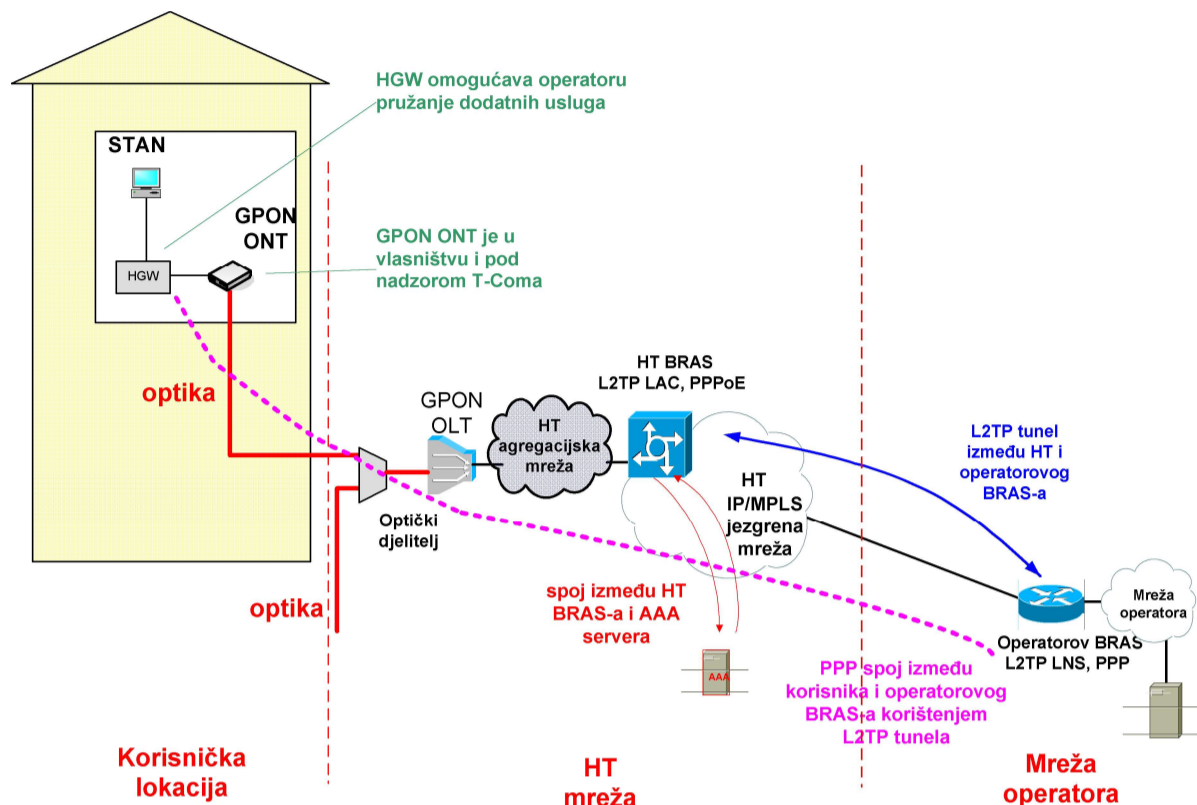 HGW omogućava operatoru
pružanje dodatnih usluga
STAN
GPON
ONT
HGW
GPON ONT je u
vlasništvu i pod
nadzorom T-Coma
optika
GPON
OLT
HT
agregacijska
mreža
HT BRAS
L2TP LAC, PPPoE
HT
IP/MPLS
jezgrena
mreža
L2TP tunel
između HT i
operatorovog
BRAS-a
Optički
djelitelj
optika
spoj između HT
BRAS-a i AAA
servera
AAA
Mreža
operatora
Operatorov BRAS
L2TP LNS, PPP
PPP spoj između
korisnika i operatorovog
BRAS-a korištenjem
L2TP tunela
Korisnička
lokacija
HT
mreža
Mreža
operatora